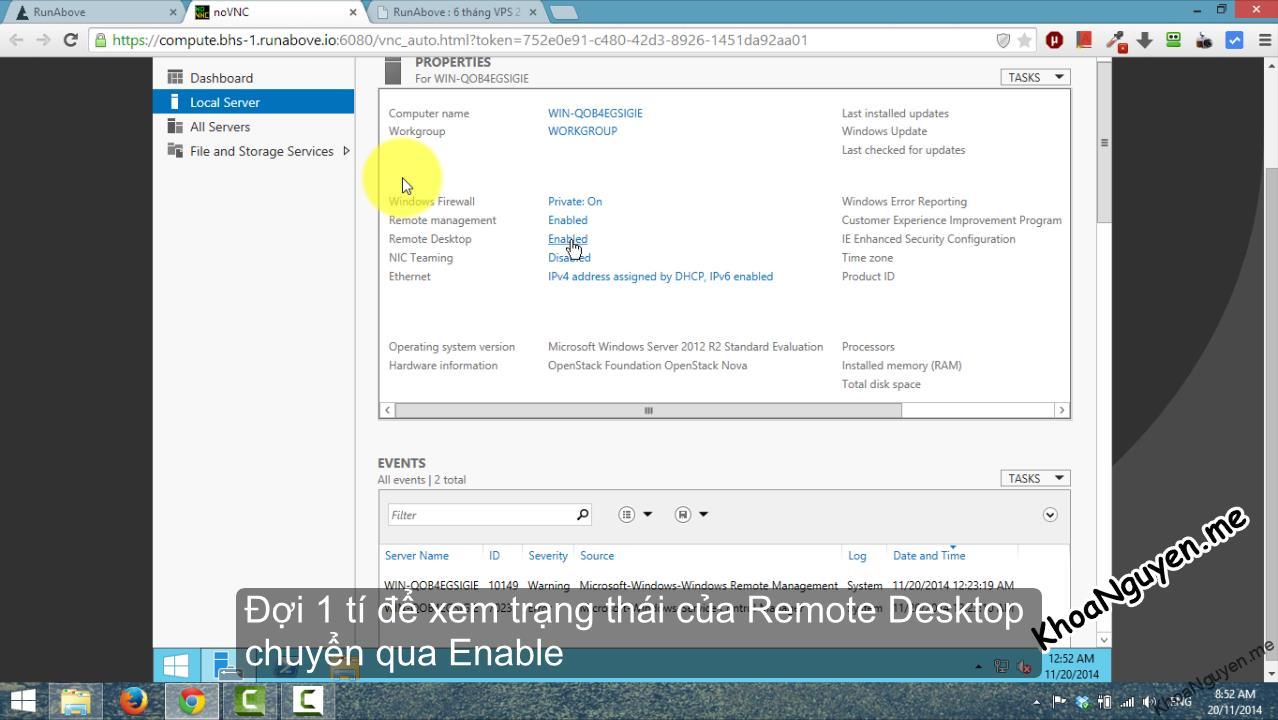 RunAbove
noVNC
RunAbove : 6 tháng VPS 2
https://compute.bhs-1.runabove.io:6080/vnc_auto.html?token=752e0e91-c480-42d3-8926-1451da92aa01
Dashboard
Local Server
All Servers
File and Storage Services
PROPERTIES
For WIN-QOB4EGSIGIE
TASKS
Computer name WIN-QOB4EGSIGIE Last installed updates
Workgroup WORKGROUP Windows Update
Last checked for updates
Windows Firewall Private: On Windows Error Reporting
Remote management Enabled Customer Experience Improvement Program
Remote Desktop Enabled IE Enhanced Security Configuration
NIC Teaming Disabled Time zone
Ethernet IPv4 address assigned by DHCP, IPv6 enabled Product ID
Operating system version Microsoft Windows Server 2012 R2 Standard Evaluation Processors
Hardware information OpenStack Foundation OpenStack Nova Installed memory (RAM)
Total disk space
EVENTS
All events | 2 total
TASKS
Filter
Server Name ID Severity Source Log Date and Time
WIN-QOB4EGSIGIE 10149 Warning Microsoft-Windows-Windows Remote Management System 11/20/2014 12:23:19 AM
Đợi 1 tí để xem trạng thái của Remote Desktop
chuyển qua Enable
KhoaNguyen.me
12:52 AM
11/20/2014
KhoaNguyen.me
ENG
8:52 AM
20/11/2014